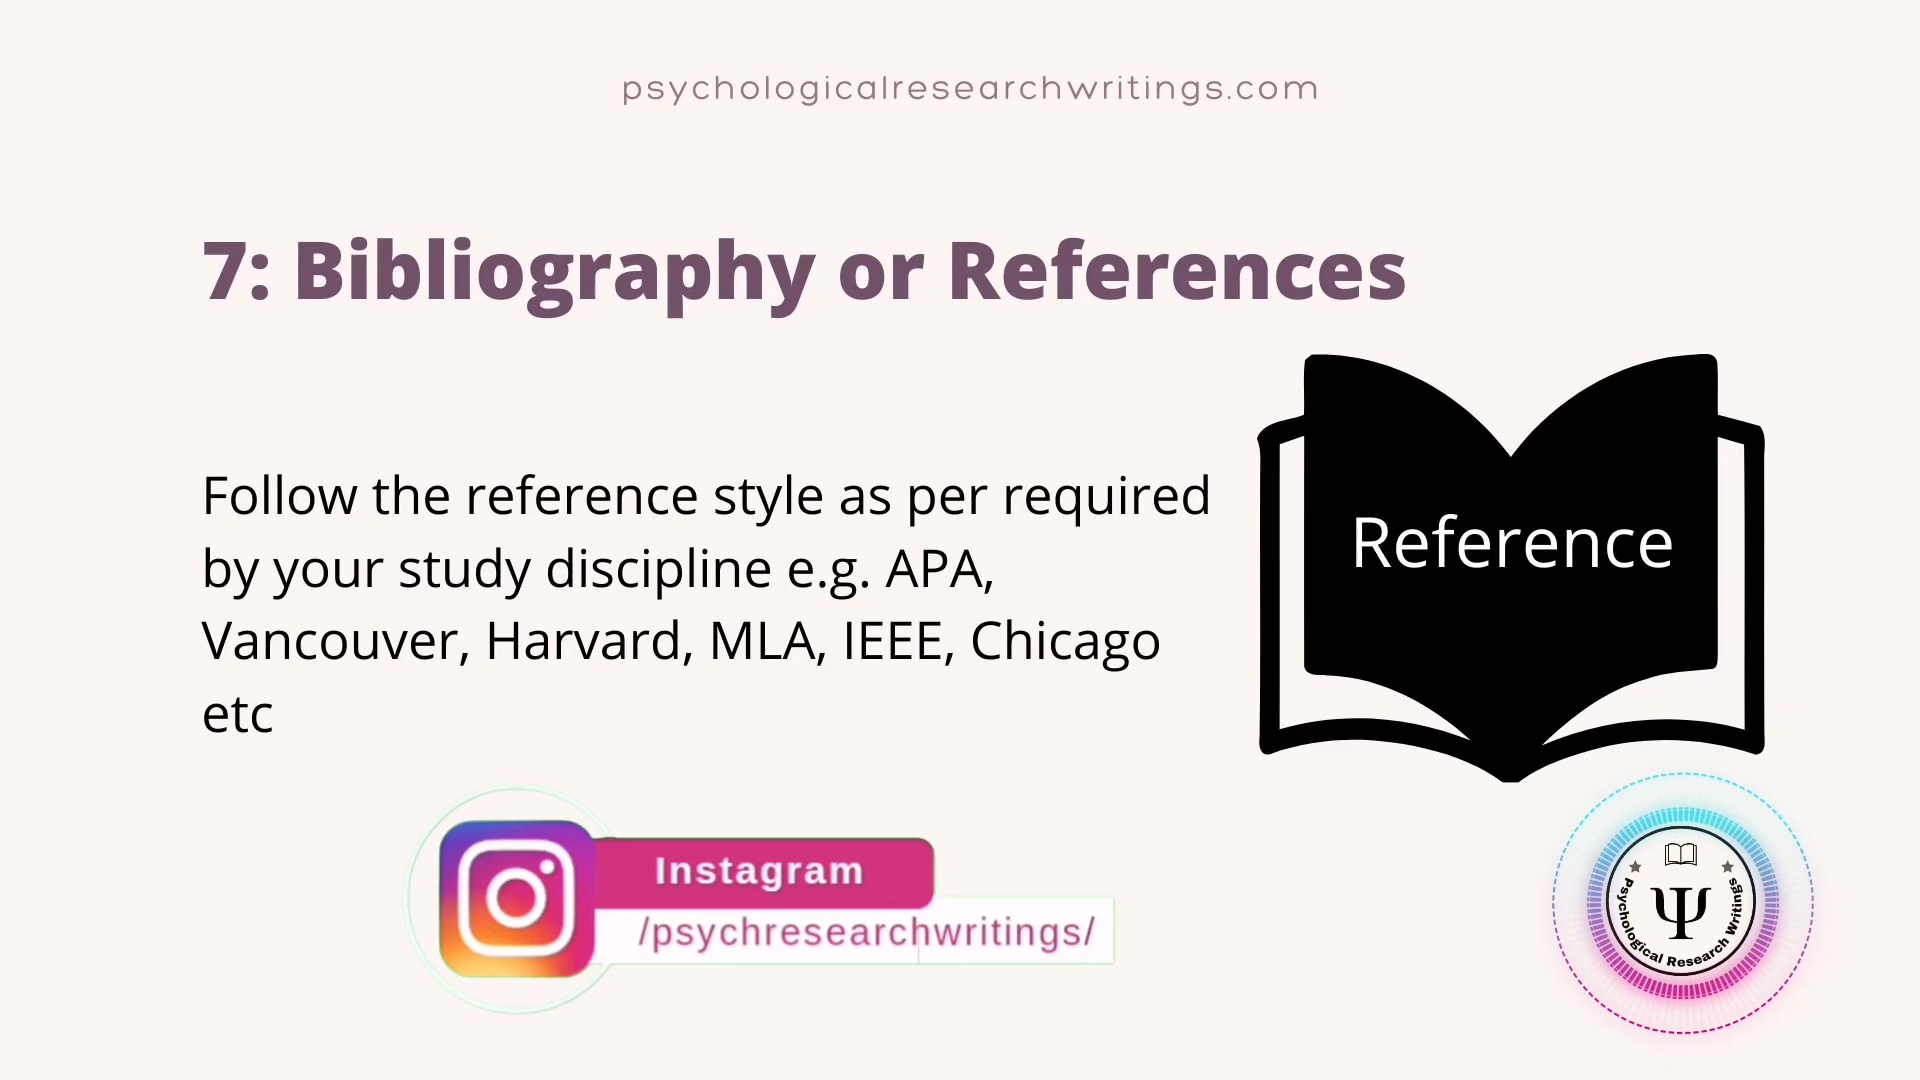 psychologicalresearchwritings.com
7: Bibliography or References
Follow the reference style as per required
by your study discipline e.g. APA,
Vancouver, Harvard, MLA, IEEE, Chicago
etc
Reference
Instagram
/psychresearchwritings/
Psychological Research Writings
Ψ